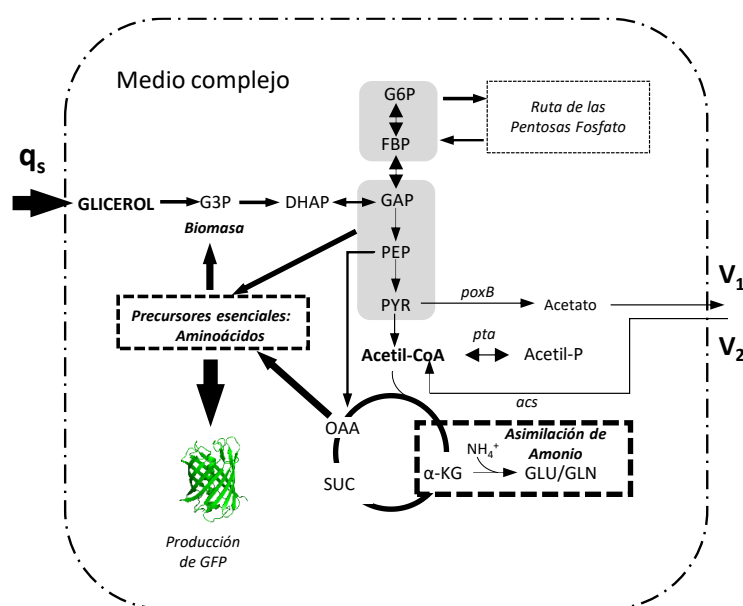 Medio complejo
G6P
FBP
Ruta de las
Pentosas Fosfato
qs
GLICEROL
G3P
DHAP
GAP
Biomasa
PEP
Precursores esenciales:
Aminoácidos
PYR
poxB
Acetato
V1
V2
Acetil-CoA
pta
Acetil-P
acs
OAA
SUC
Asimilación de
Amonio
NH4+
α-KG
GLU/GLN
Producción
de GFP